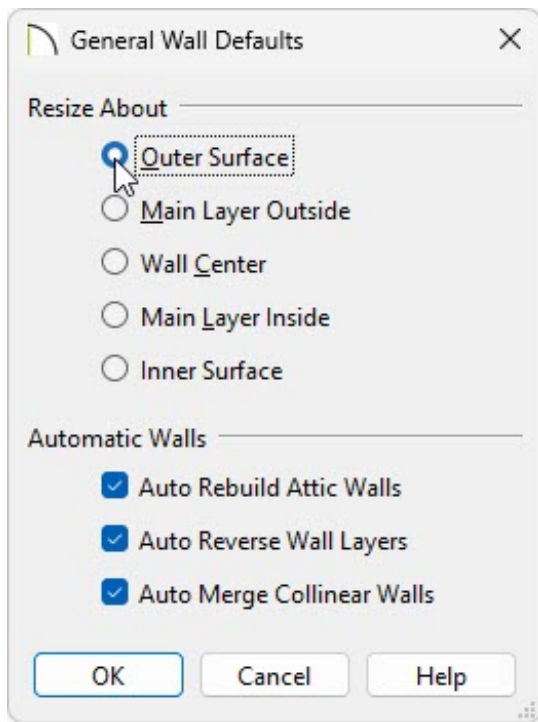 General Wall Defaults
Resize About
Outer Surface
Main Layer Outside
Wall Center
Main Layer Inside
Inner Surface
Automatic Walls
Auto Rebuild Attic Walls
Auto Reverse Wall Layers
Auto Merge Collinear Walls
OK Cancel Help